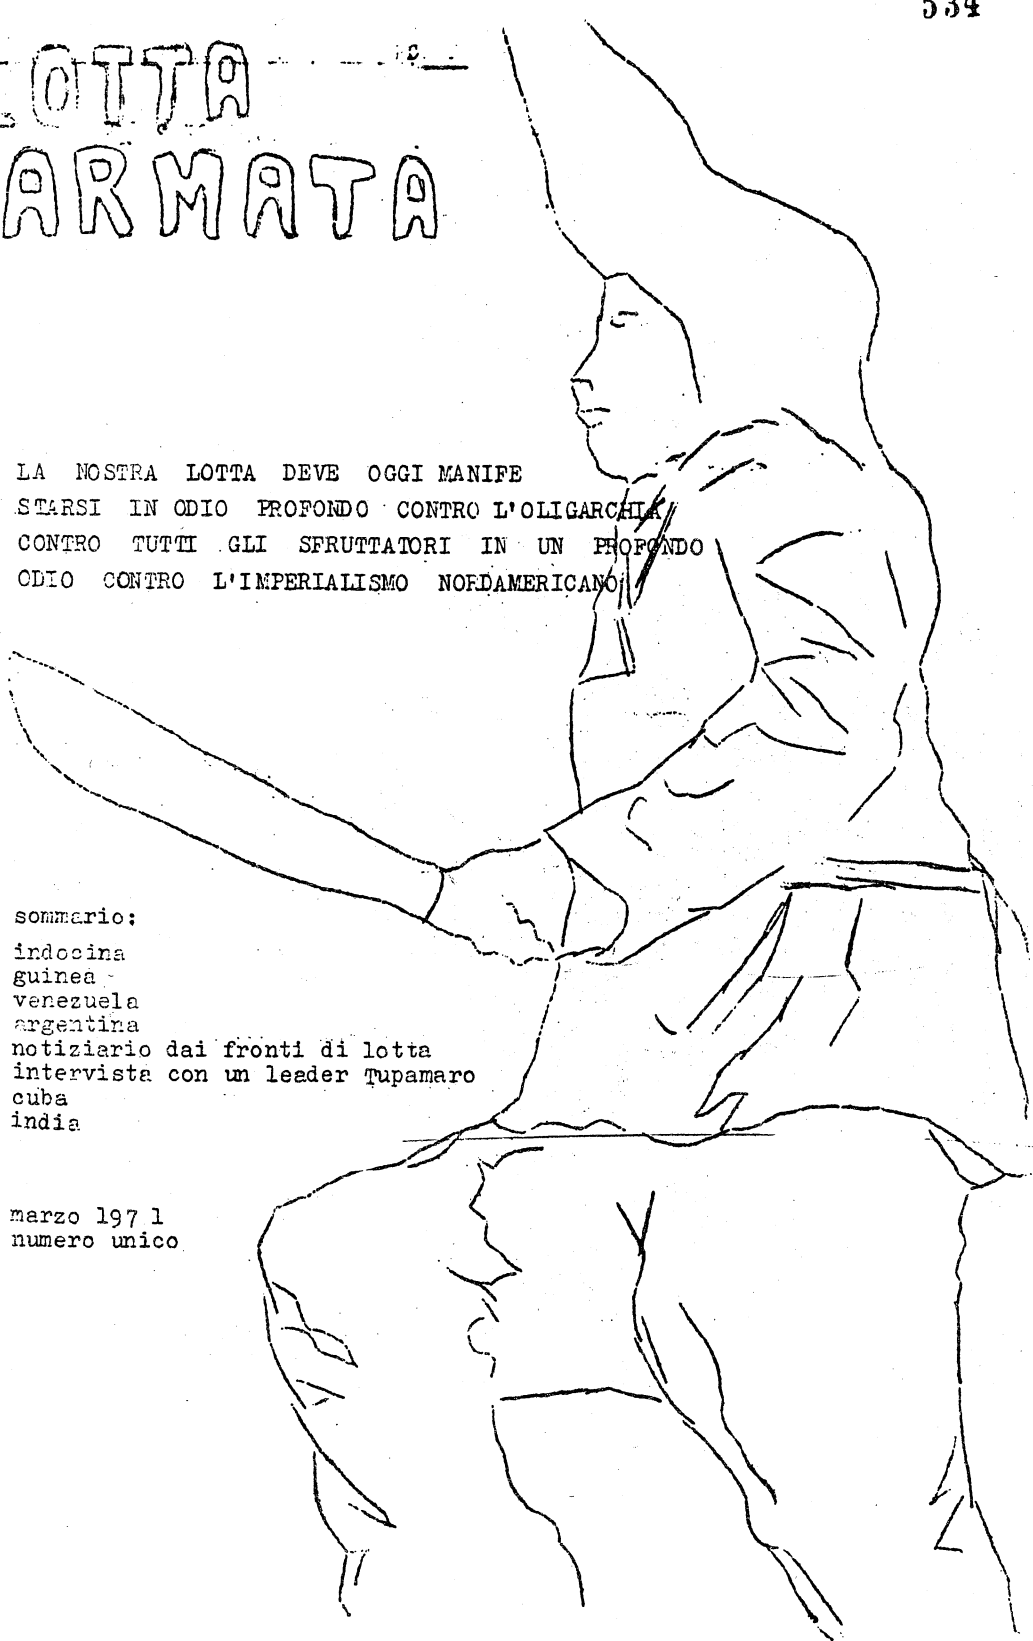 534
LOTTA
ARMATA
LA NOSTRA LOTTA DEVE OGGI MANIFE
STARSI IN ODIO PROFONDO CONTRO L'OLIGARCHIA
CONTRO TUTTI GLI SFRUTTATORI IN UN PROFONDO
ODIO CONTRO L'IMPERIALISMO NORDAMERICANO
sommario:
indocina
guinea
venezuela
argentina
notiziario dai fronti di lotta
intervista con un leader Tupamaro
cuba
india
marzo 197 1
numero unico